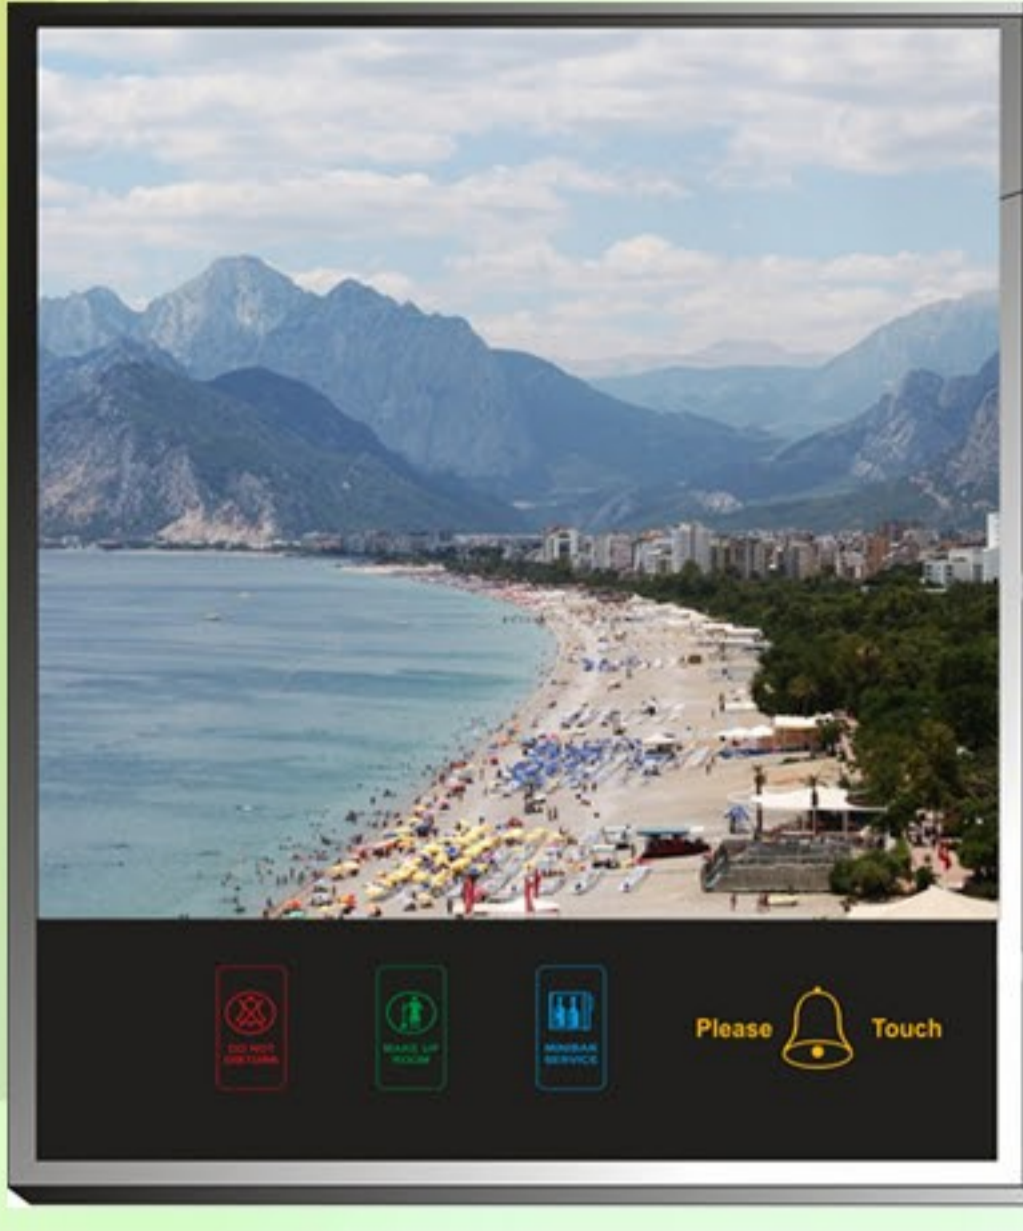 DO NOT
DISTURB
MAKE UP
ROOM
MINIBAR
SERVICE
Please
Touch